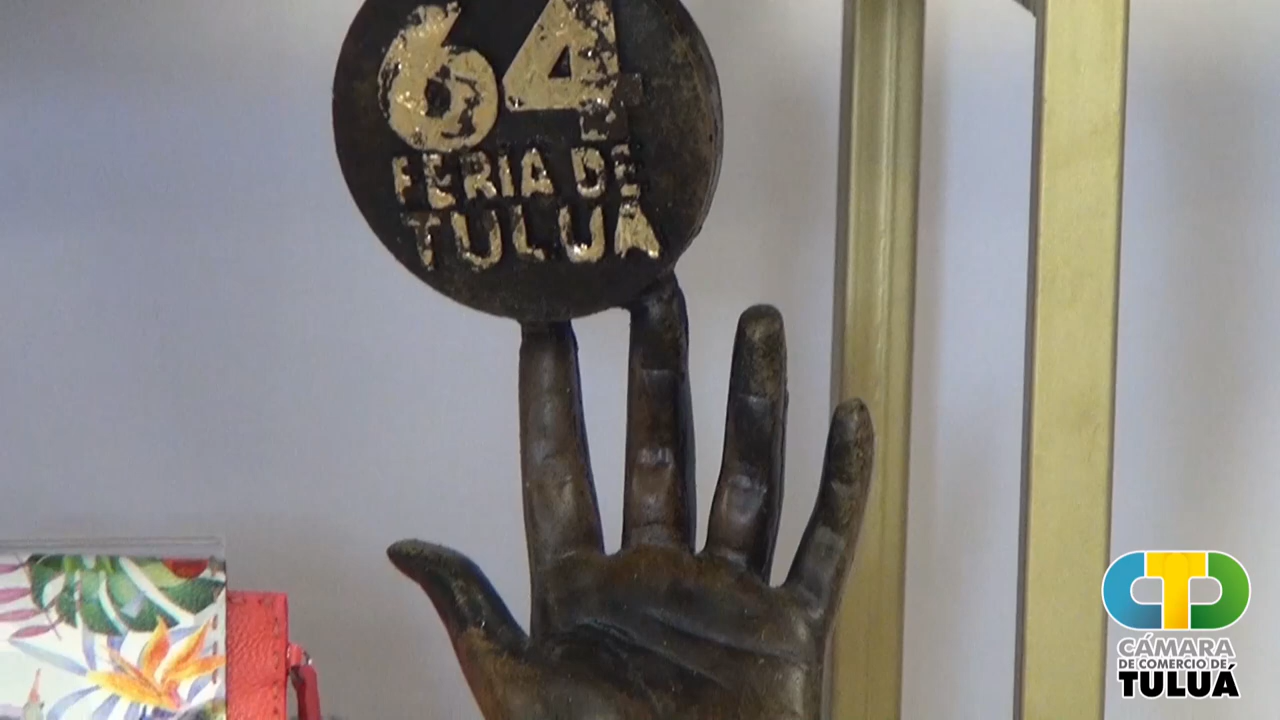 64
FERIA DE
TULUÁ
CÁMARA
DE COMERCIO DE
TULUÁ